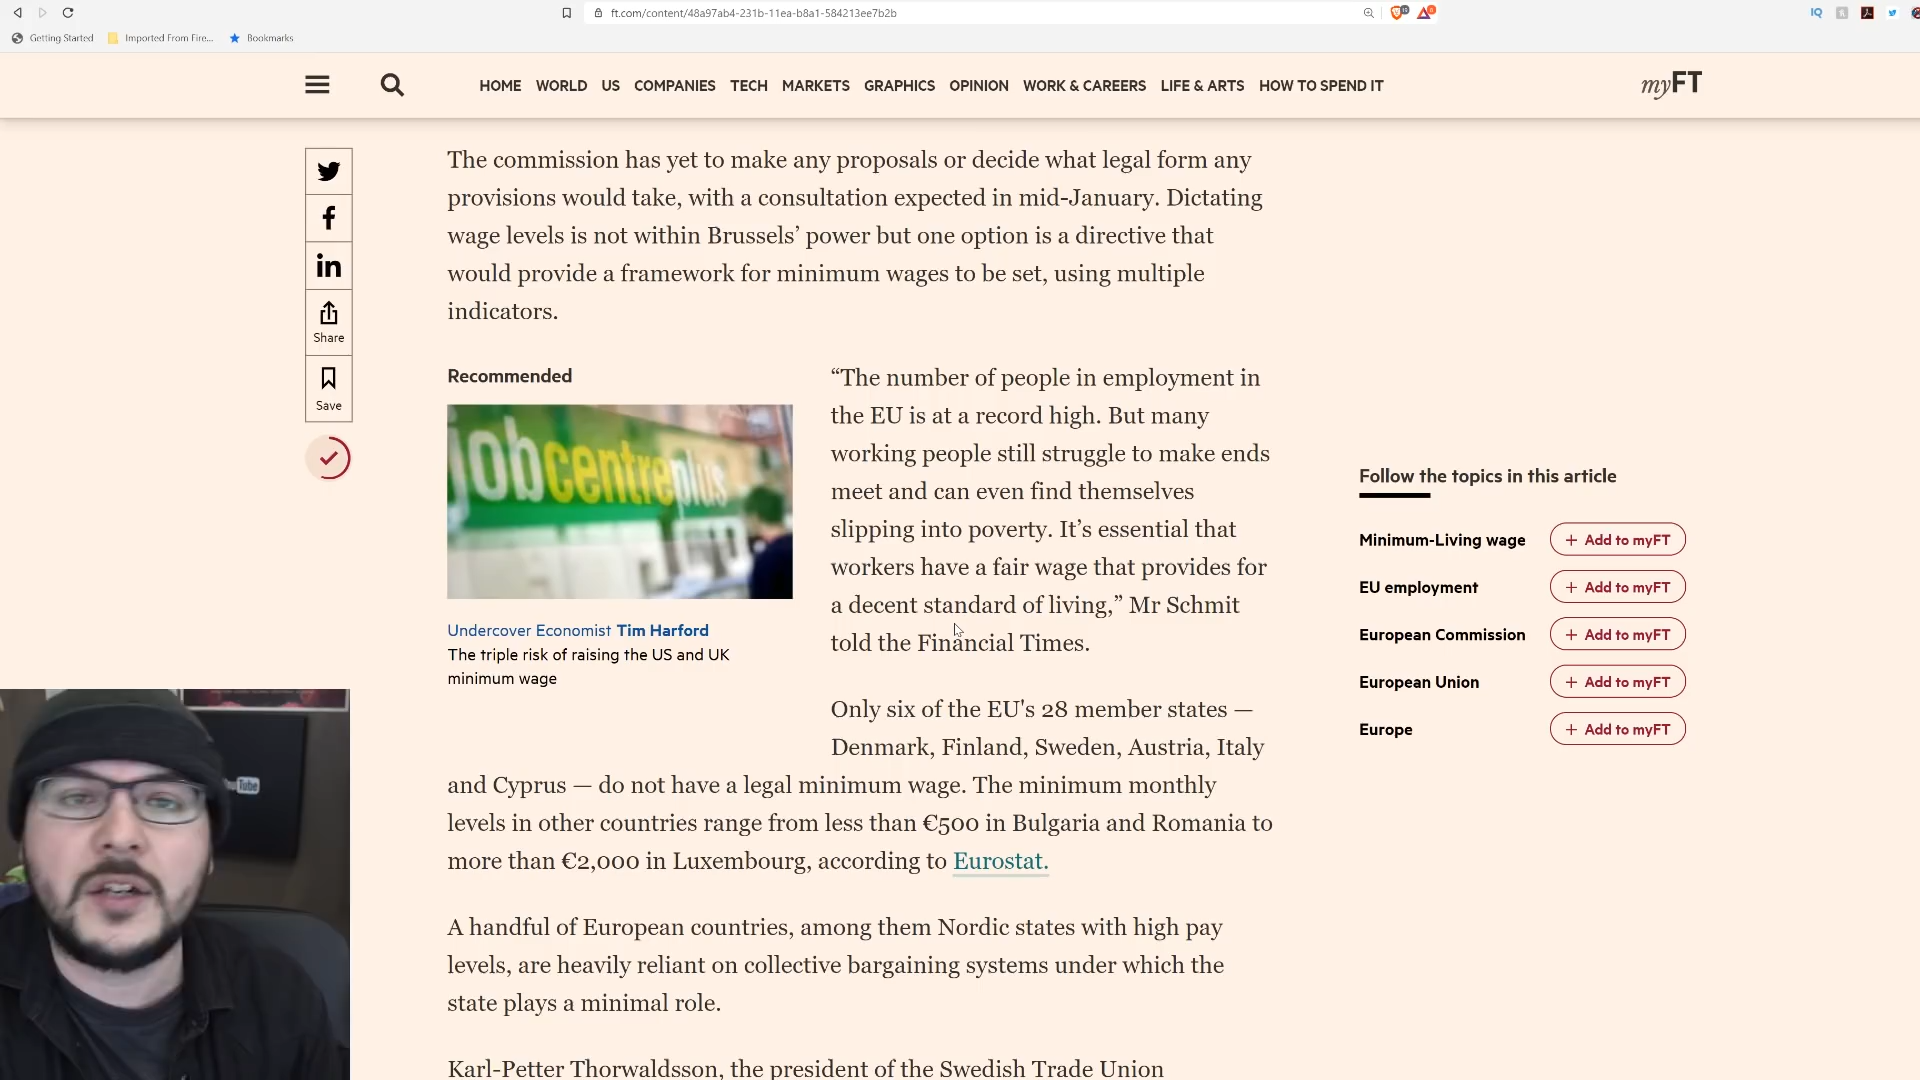 ft.com/content/48a97ab4-231b-11ea-b8a1-584213ee7b2b
Getting Started
Imported From Fire...
Bookmarks
HOME WORLD US COMPANIES TECH MARKETS GRAPHICS OPINION WORK & CAREERS LIFE & ARTS HOW TO SPEND IT
myFT
The commission has yet to make any proposals or decide what legal form any
provisions would take, with a consultation expected in mid-January. Dictating
wage levels is not within Brussels’ power but one option is a directive that
would provide a framework for minimum wages to be set, using multiple
indicators.
Share
Save
Recommended
jobcentreplus
Undercover Economist Tim Harford
The triple risk of raising the US and UK
minimum wage
“The number of people in employment in
the EU is at a record high. But many
working people still struggle to make ends
meet and can even find themselves
slipping into poverty. It’s essential that
workers have a fair wage that provides for
a decent standard of living,” Mr Schmit
told the Financial Times.
Only six of the EU's 28 member states —
Denmark, Finland, Sweden, Austria, Italy
and Cyprus — do not have a legal minimum wage. The minimum monthly
levels in other countries range from less than €500 in Bulgaria and Romania to
more than €2,000 in Luxembourg, according to Eurostat.
A handful of European countries, among them Nordic states with high pay
levels, are heavily reliant on collective bargaining systems under which the
state plays a minimal role.
Karl-Petter Thorwaldsson, the president of the Swedish Trade Union
Follow the topics in this article
Minimum-Living wage + Add to myFT
EU employment + Add to myFT
European Commission + Add to myFT
European Union + Add to myFT
Europe + Add to myFT